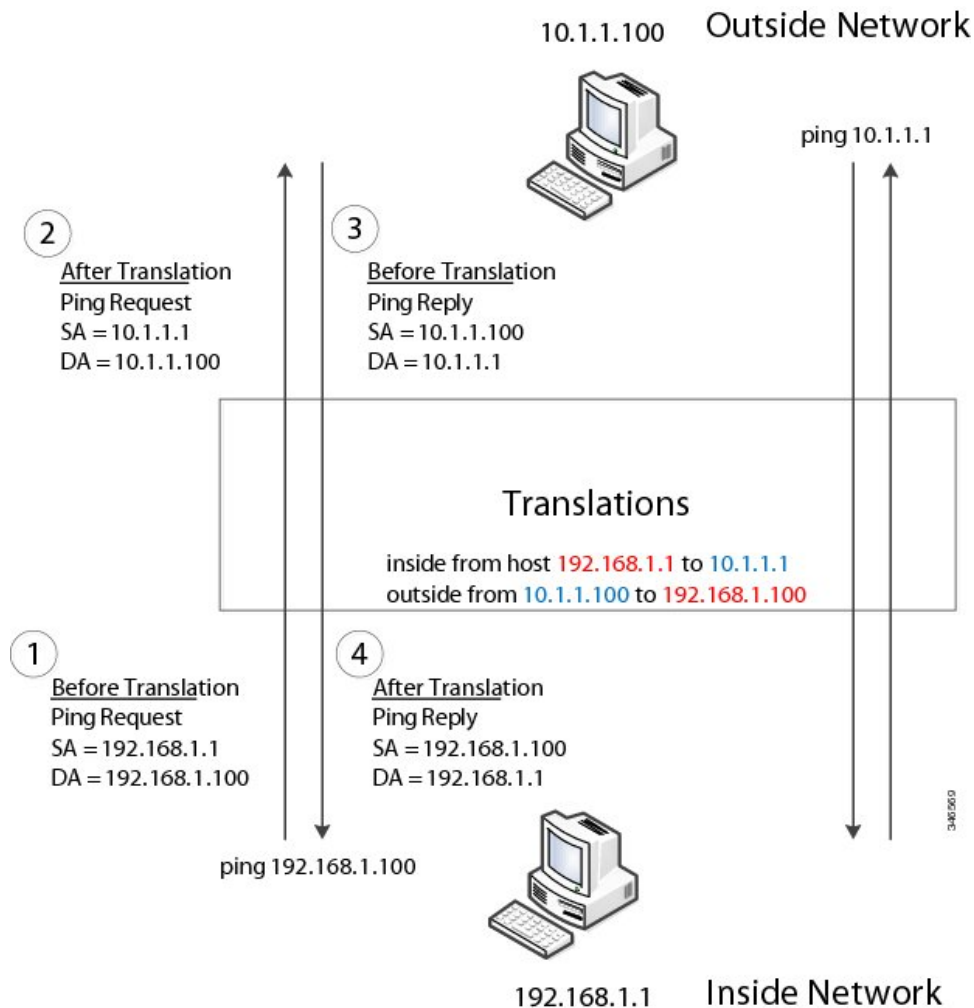 10.1.1.100
Outside Network
ping 10.1.1.1
2
After Translation
Ping Request
SA = 10.1.1.1
DA = 10.1.1.100
3
Before Translation
Ping Reply
SA = 10.1.1.100
DA = 10.1.1.1
Translations
inside from host 192.168.1.1 to 10.1.1.1
outside from 10.1.1.100 to 192.168.1.100
1
Before Translation
Ping Request
SA = 192.168.1.1
DA = 192.168.1.100
4
After Translation
Ping Reply
SA = 192.168.1.100
DA = 192.168.1.1
ping 192.168.1.100
346569
192.168.1.1
Inside Network